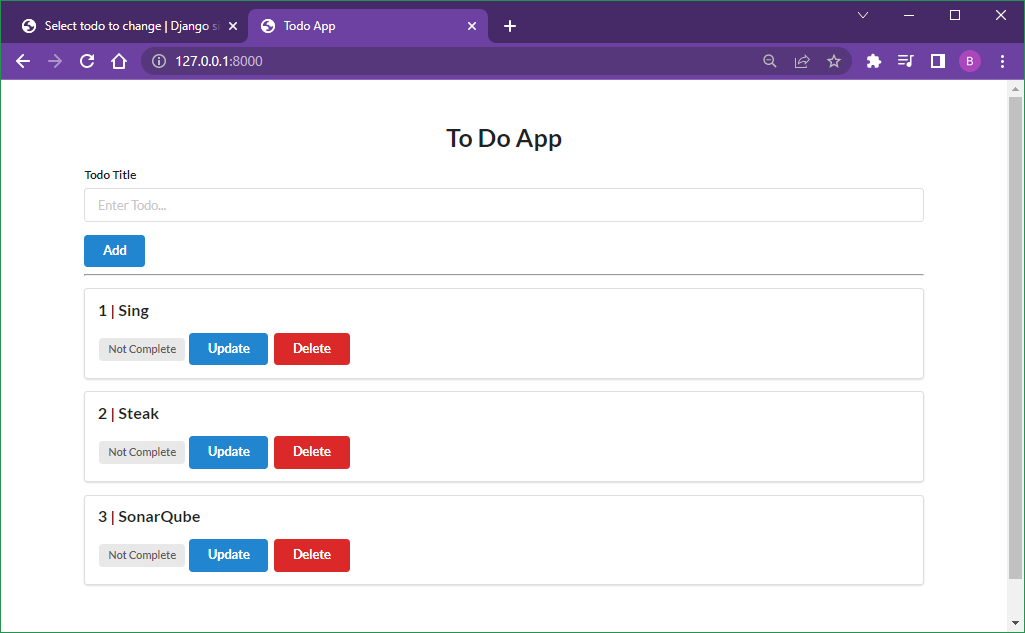 Select todo to change | Django si
Todo App
127.0.0.1:8000
B
To Do App
Todo Title
Enter Todo...
Add
1 | Sing
Not Complete Update Delete
2 | Steak
Not Complete Update Delete
3 | SonarQube
Not Complete Update Delete